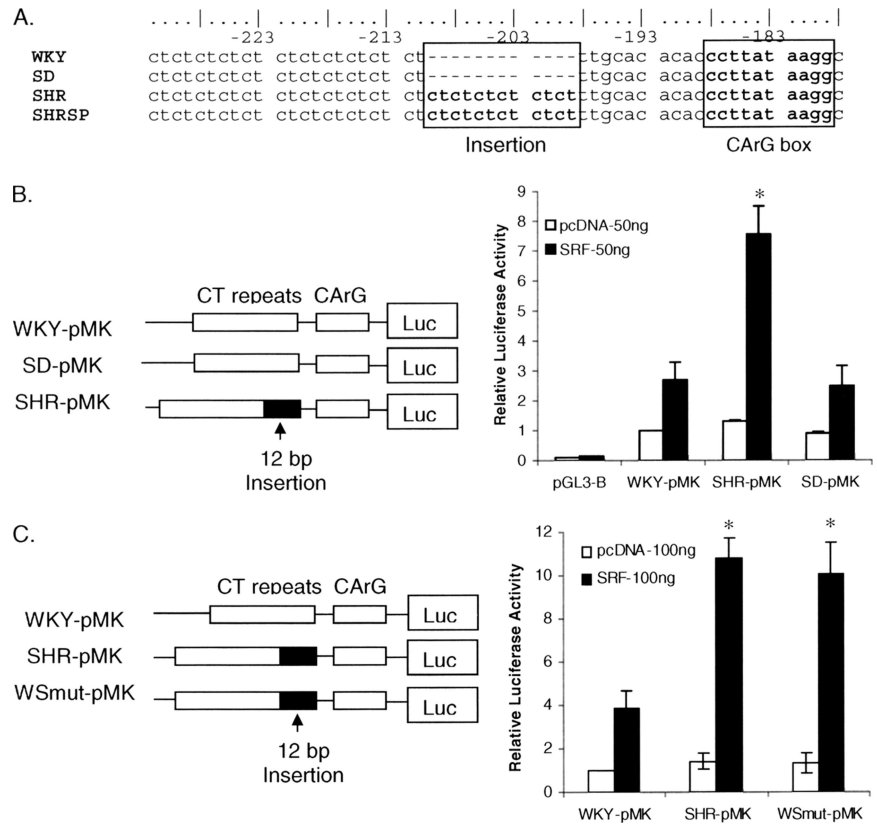 A.
-223 -213 -203 -193 -183
WKY ctctctctct ctctctctct ct-------- ----ctgcac acacccttat aaggc
SD ctctctctct ctctctctct ct-------- ----ctgcac acacccttat aaggc
SHR ctctctctct ctctctctct ctctctctct ctctctgcac acacccttat aaggc
SHRSP ctctctctct ctctctctct ctctctctct ctctctgcac acacccttat aaggc
Insertion CArG box
B.
CT repeats CArG
WKY-pMK Luc
SD-pMK Luc
SHR-pMK Luc
12 bp
Insertion
Relative Luciferase Activity
9
8
7
6
5
4
3
2
1
0
*
pcDNA-50ng
SRF-50ng
pGL3-B WKY-pMK SHR-pMK SD-pMK
C.
CT repeats CArG
WKY-pMK Luc
SHR-pMK Luc
WSmut-pMK Luc
12 bp
Insertion
Relative Luciferase Activity
12
10
8
6
4
2
0
* *
pcDNA-100ng
SRF-100ng
WKY-pMK SHR-pMK WSmut-pMK